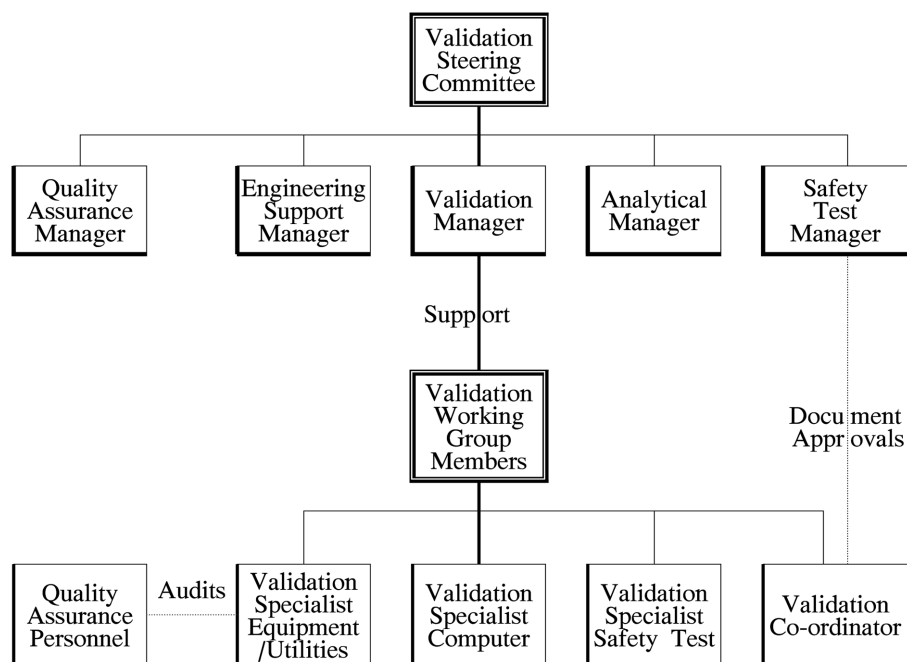 Validation
Steering
Committee
Quality
Assurance
Manager
Engineering
Support
Manager
Validation
Manager
Analytical
Manager
Safety
Test
Manager
Support
Validation
Working
Group
Members
Document
Approvals
Quality
Assurance
Personnel
Audits
Validation
Specialist
Equipment
/Utilities
Validation
Specialist
Computer
Validation
Specialist
Safety Test
Validation
Co-ordinator